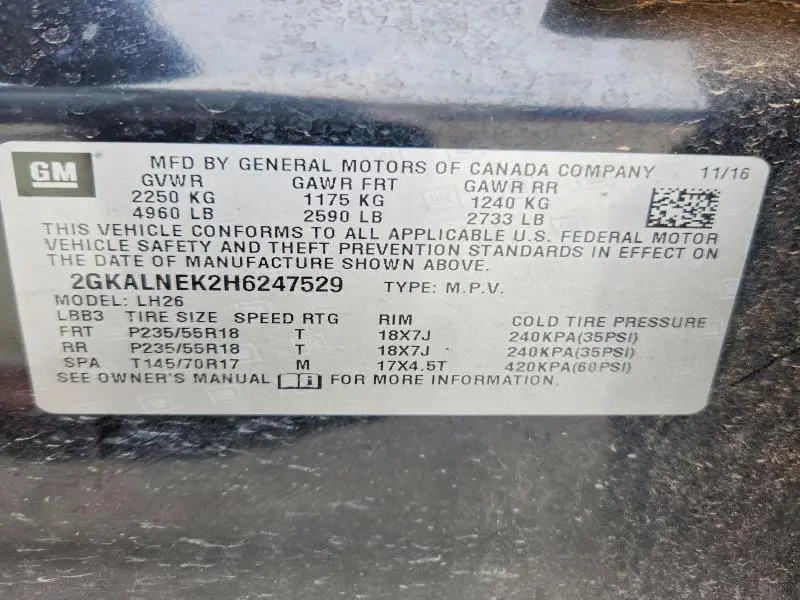 GM MFD BY GENERAL MOTORS OF CANADA COMPANY 11/16
GVWR GAWR FRT GAWR RR
2250 KG 1175 KG 1240 KG
4960 LB 2590 LB 2733 LB
THIS VEHICLE CONFORMS TO ALL APPLICABLE U.S. FEDERAL MOTOR
VEHICLE SAFETY AND THEFT PREVENTION STANDARDS IN EFFECT ON
THE DATE OF MANUFACTURE SHOWN ABOVE.
2GKALNEK2H6247529 TYPE: M.P.V.
MODEL: LH26
LBB3 TIRE SIZE SPEED RTG RIM COLD TIRE PRESSURE
FRT P235/55R18 T 18X7J 240KPA(35PSI)
RR P235/55R18 T 18X7J 240KPA(35PSI)
SPA T145/70R17 M 17X4.5T 420KPA(60PSI)
SEE OWNER'S MANUAL FOR MORE INFORMATION.